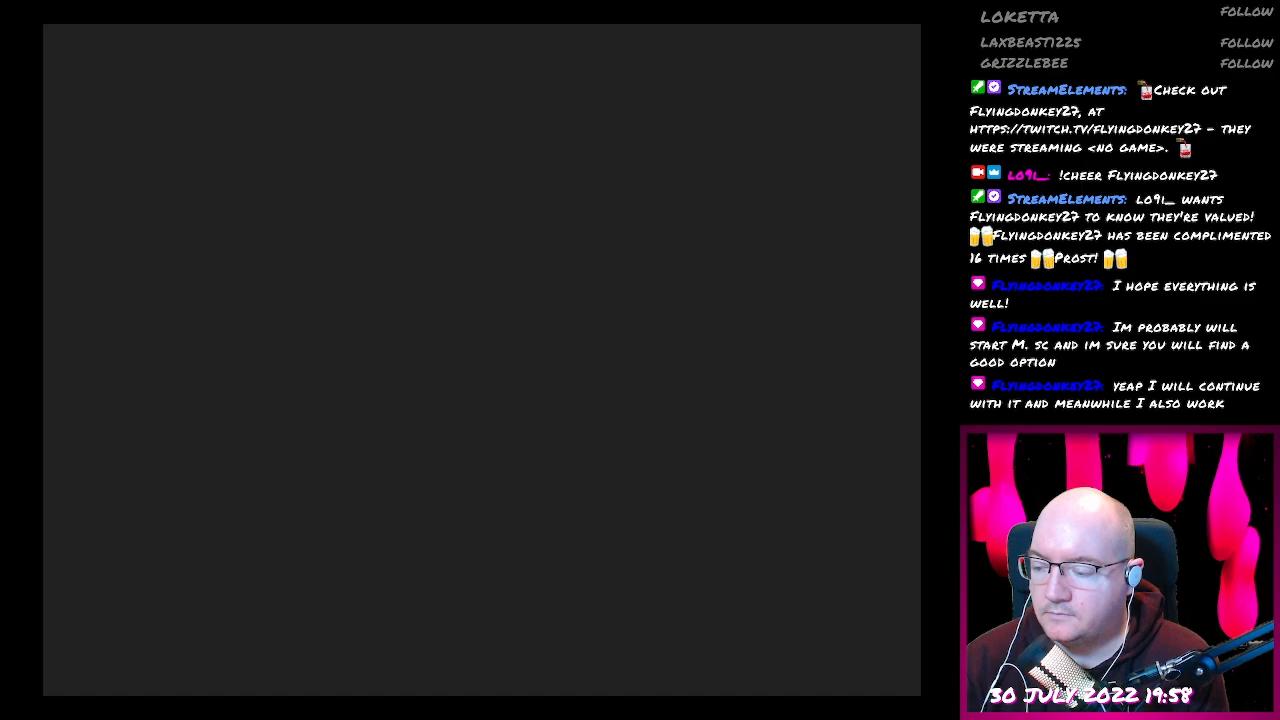 Loketta Follow
Laxbeast1225 Follow
Grizzlebee Follow
StreamElements: Check out
Flyingdonkey27, at
https://twitch.tv/flyingdonkey27 - they
were streaming <no game>.
lo9i_: !cheer Flyingdonkey27
StreamElements: lo9i_ wants
Flyingdonkey27 to know they're valued!
Flyingdonkey27 has been complimented
16 times Prost!
Flyingdonkey27: I hope everything is
well!
Flyingdonkey27: Im probably will
start M. sc and im sure you will find a
good option
Flyingdonkey27: yeap I will continue
with it and meanwhile I also work
30 July 2022 19:58